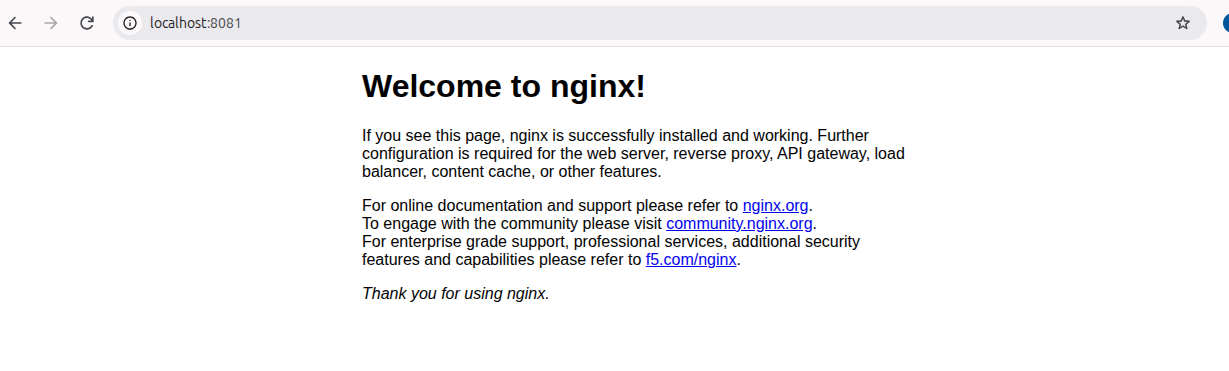 localhost:8081
Welcome to nginx!
If you see this page, nginx is successfully installed and working. Further
configuration is required for the web server, reverse proxy, API gateway, load
balancer, content cache, or other features.
For online documentation and support please refer to nginx.org.
To engage with the community please visit community.nginx.org.
For enterprise grade support, professional services, additional security
features and capabilities please refer to f5.com/nginx.
Thank you for using nginx.